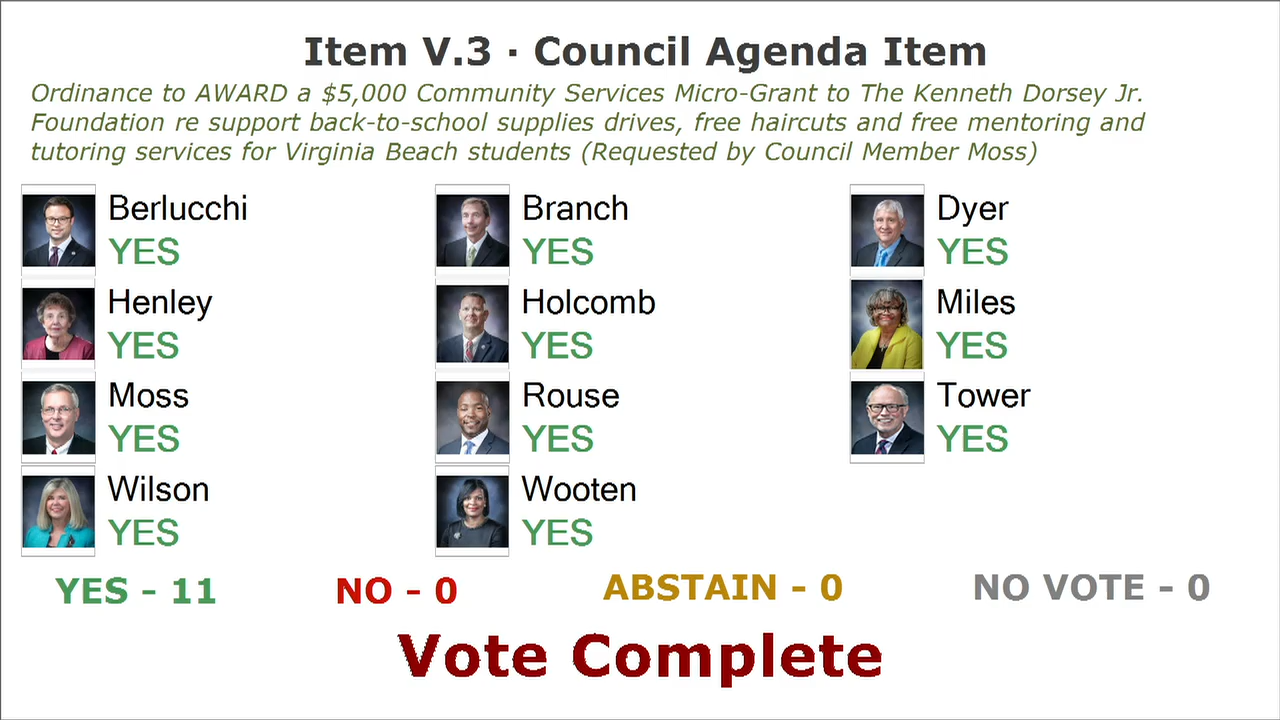 Item V.3 · Council Agenda Item
Ordinance to AWARD a $5,000 Community Services Micro-Grant to The Kenneth Dorsey Jr.
Foundation re support back-to-school supplies drives, free haircuts and free mentoring and
tutoring services for Virginia Beach students (Requested by Council Member Moss)
Berlucchi Branch Dyer
YES YES YES
Henley Holcomb Miles
YES YES YES
Moss Rouse Tower
YES YES YES
Wilson Wooten
YES YES
YES - 11 NO - 0 ABSTAIN - 0 NO VOTE - 0
Vote Complete